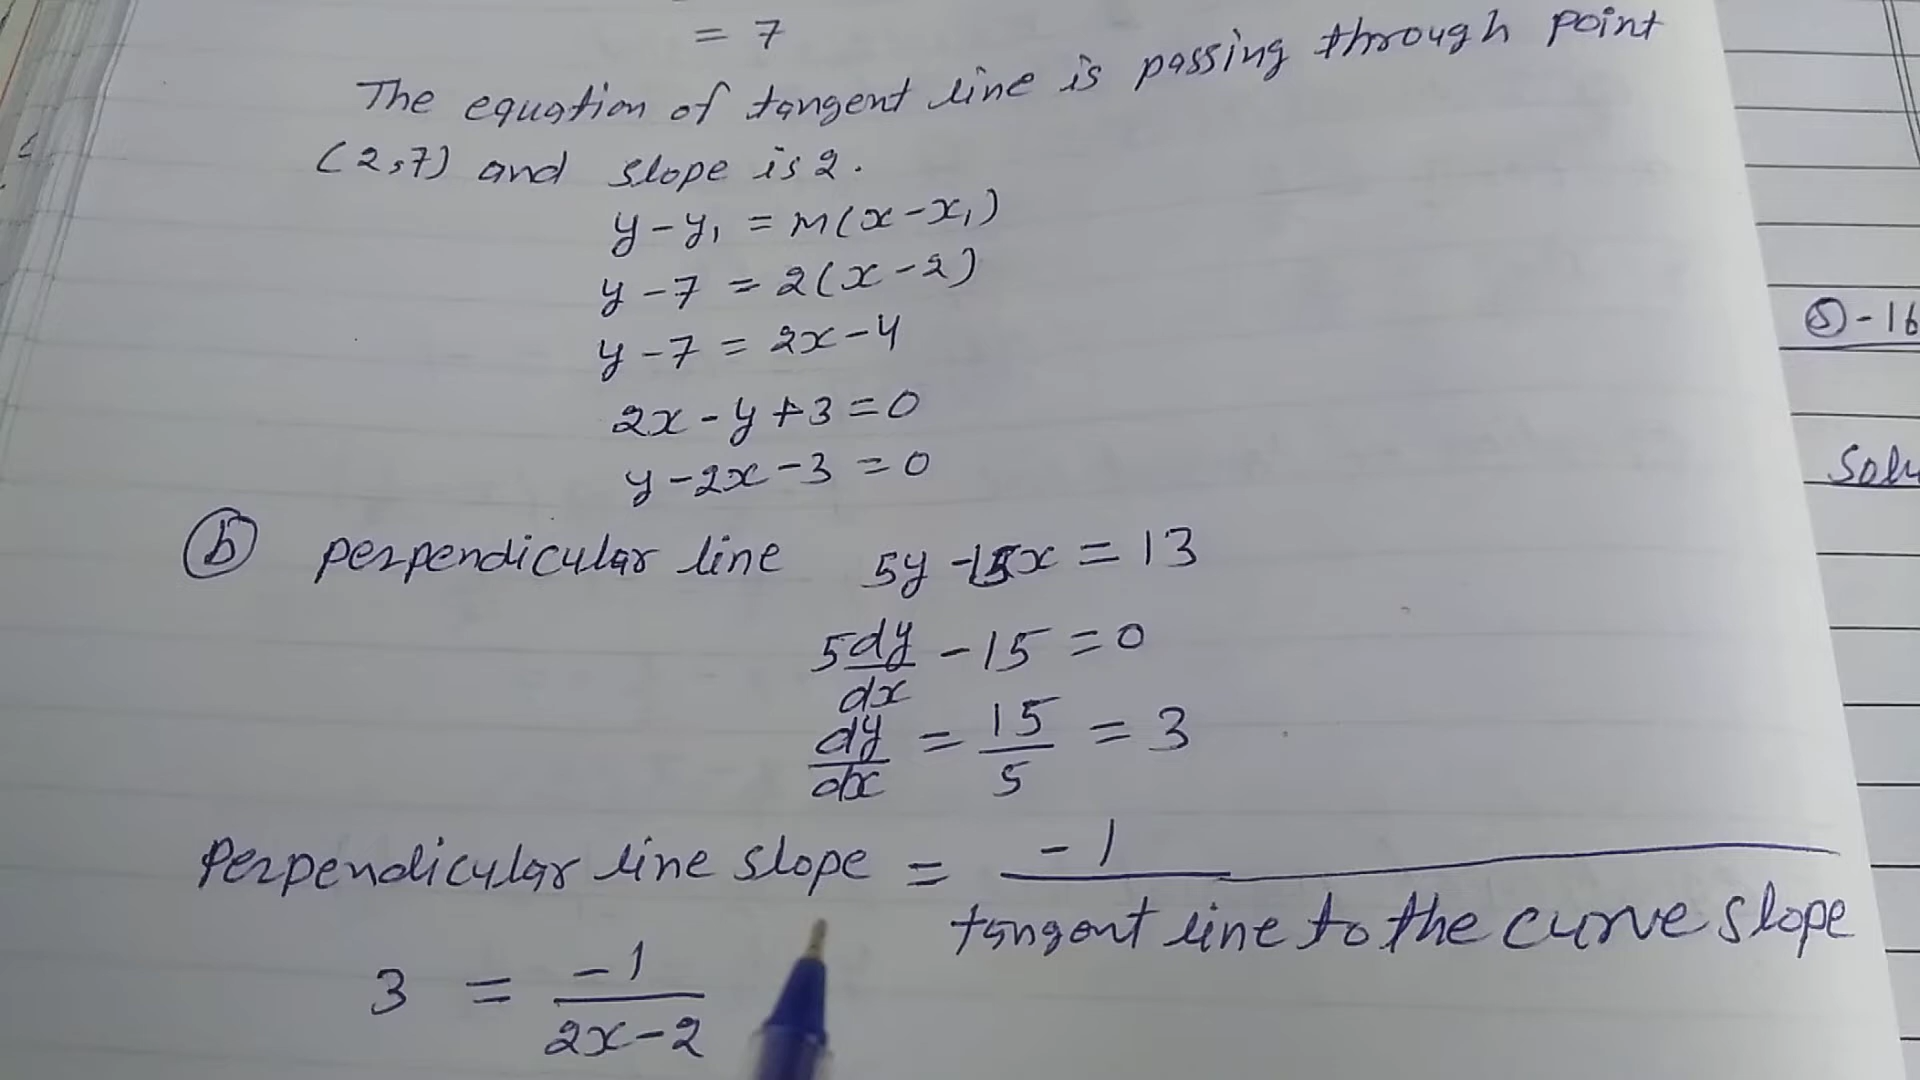 = 7
The equation of tangent line is passing through point
(2,7) and slope is 2.
y - y₁ = m(x - x₁)
y - 7 = 2(x - 2)
y - 7 = 2x - 4
2x - y + 3 = 0
y - 2x - 3 = 0
(b) perpendicular line 5y - 15x = 13
5 dy/dx - 15 = 0
dy/dx = 15/5 = 3
Perpendicular line slope = -1 / tangent line to the curve slope
3 = -1 / 2x - 2
(5) - 16